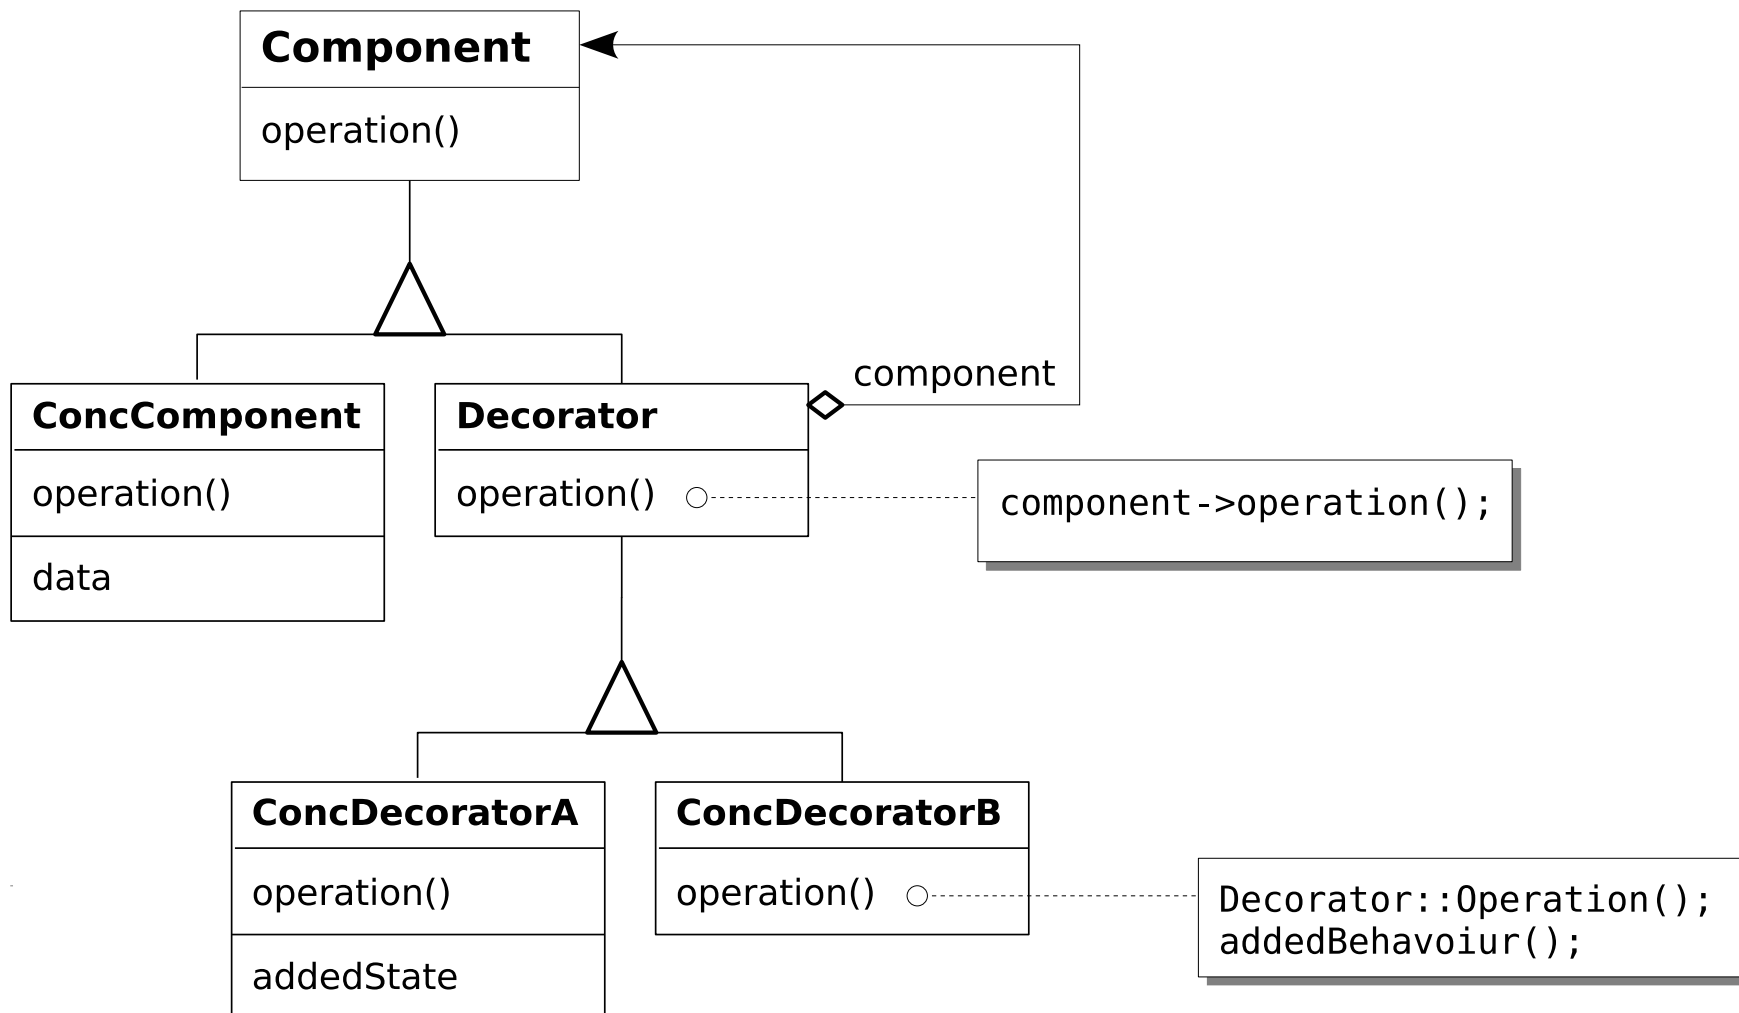 Component
operation()
component
ConcComponent
operation()
data
Decorator
operation()
component->operation();
ConcDecoratorA
operation()
addedState
ConcDecoratorB
operation()
Decorator::Operation();
addedBehavoiur();